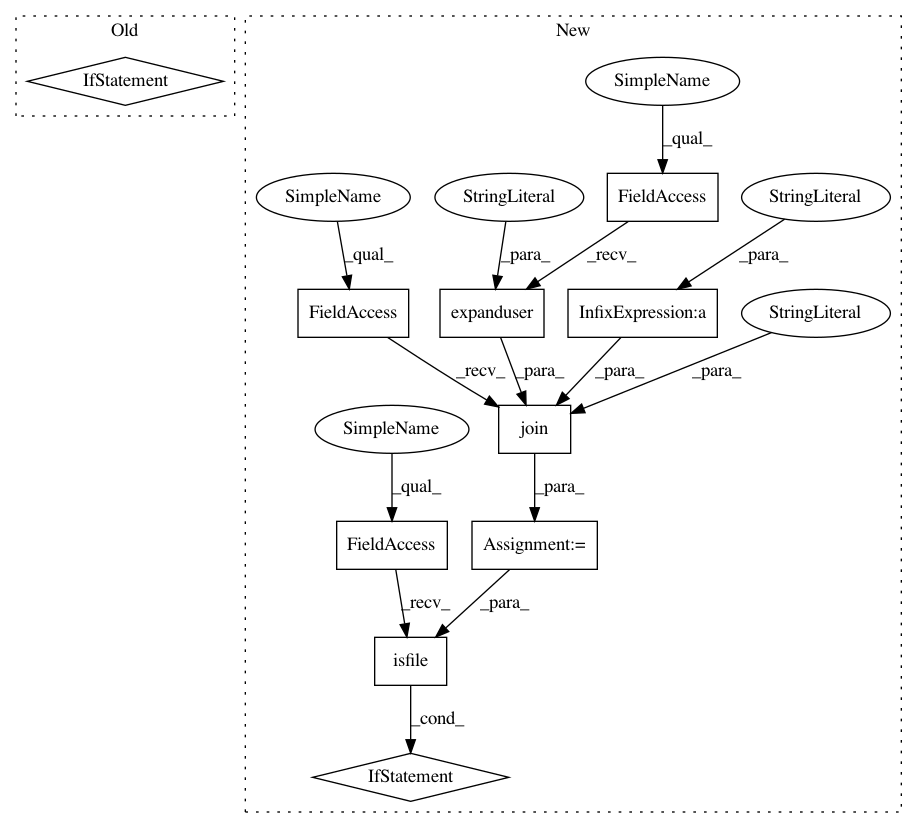 Old
New
IfStatement
SimpleName
_qual_
SimpleName
StringLiteral
FieldAccess
StringLiteral
_qual_
_para_
_recv_
_para_
FieldAccess
expanduser
InfixExpression:a
StringLiteral
_recv_
_para_
_para_
_para_
SimpleName
join
_qual_
_para_
FieldAccess
Assignment:=
_recv_
_para_
isfile
_cond_
IfStatement